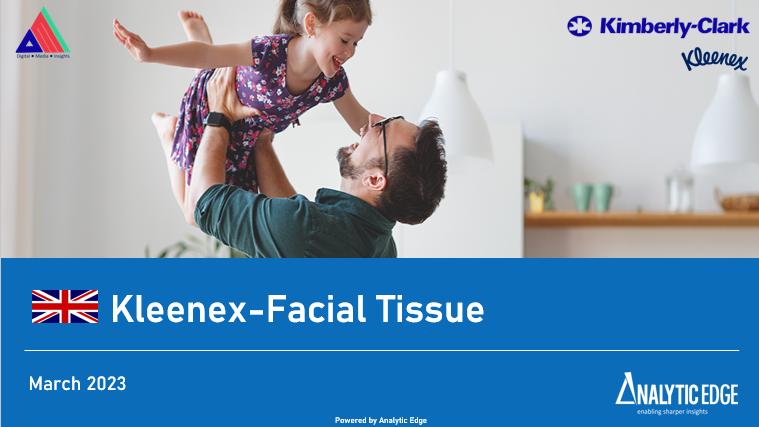 Digital • Media • Insights
Kimberly-Clark
Kleenex
Kleenex-Facial Tissue
March 2023
ANALYTIC EDGE
enabling sharper insights
Powered by Analytic Edge